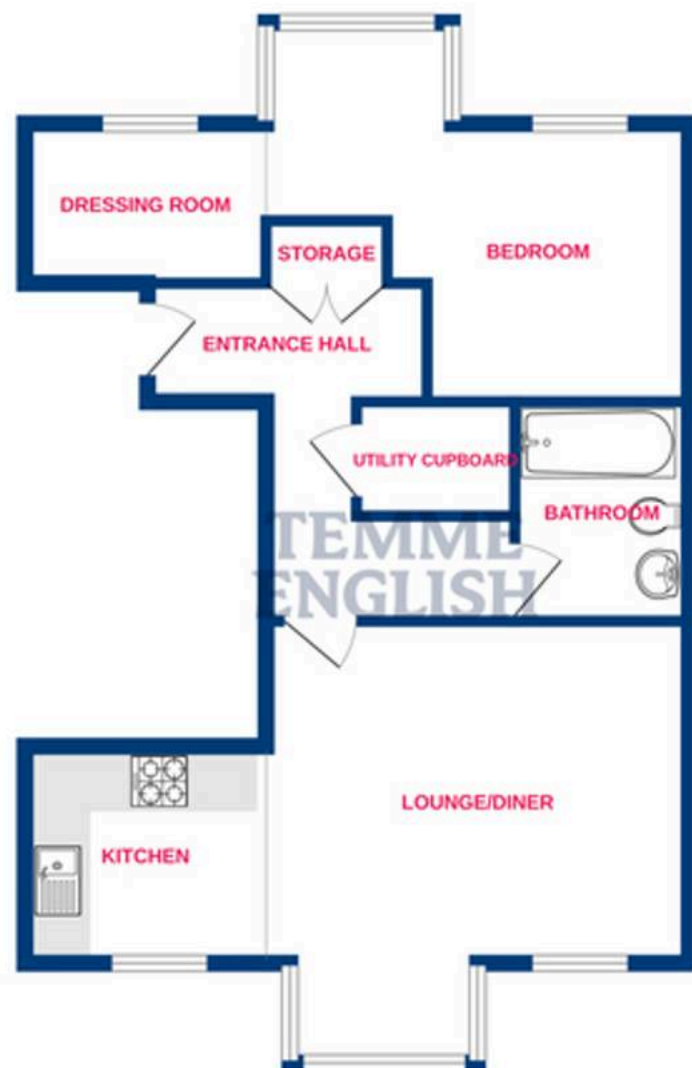 DRESSING ROOM
STORAGE
BEDROOM
ENTRANCE HALL
UTILITY CUPBOARD
BATHROOM
TEMME
ENGLISH
LOUNGE/DINER
KITCHEN